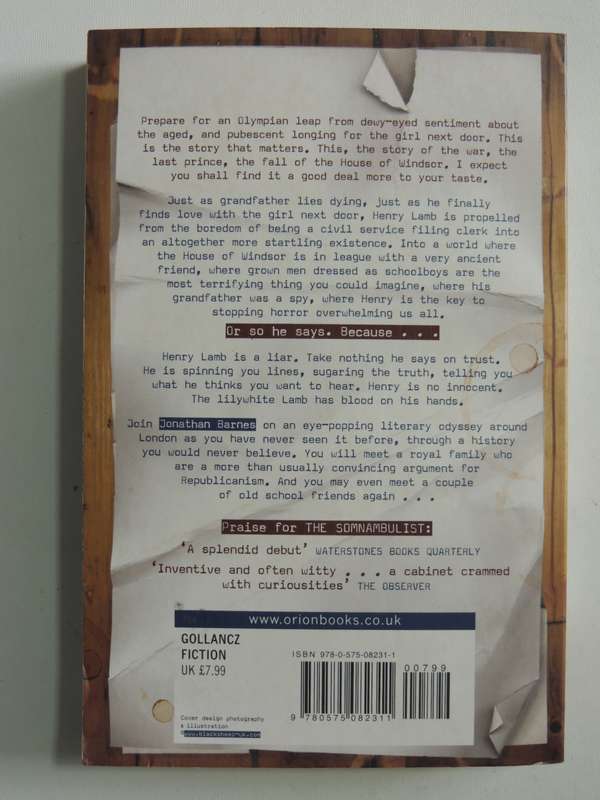 Prepare for an Olympian leap from dewy-eyed sentiment about
the aged, and pubescent longing for the girl next door. This
is the story that matters. This, the story of the war, the
last prince, the fall of the House of Windsor. I expect
you shall find it a good deal more to your taste.
Just as grandfather lies dying, just as he finally
finds love with the girl next door, Henry Lamb is propelled
from the boredom of being a civil service filing clerk into
an altogether more startling existence. Into a world where
the House of Windsor is in league with a very ancient
friend, where grown men dressed as schoolboys are the
most terrifying thing you could imagine, where his
grandfather was a spy, where Henry is the key to
stopping horror overwhelming us all.
Or so he says. Because . . .
Henry Lamb is a liar. Take nothing he says on trust.
He is spinning you lines, sugaring the truth, telling you
what he thinks you want to hear. Henry is no innocent.
The lilywhite Lamb has blood on his hands.
Join Jonathan Barnes on an eye-popping literary odyssey around
London as you have never seen it before, through a history
you would never believe. You will meet a royal family who
are a more than usually convincing argument for
Republicanism. And you may even meet a couple
of old school friends again . . .
Praise for THE SOMNAMBULIST:
'A splendid debut' WATERSTONES BOOKS QUARTERLY
'Inventive and often witty . . . a cabinet crammed
with curiousities' THE OBSERVER
www.orionbooks.co.uk
GOLLANCZ
FICTION
UK £7.99
ISBN 978-0-575-08231-1
00799
9 780575 082311
Cover design photography
& illustration
www.blacksheep-uk.com